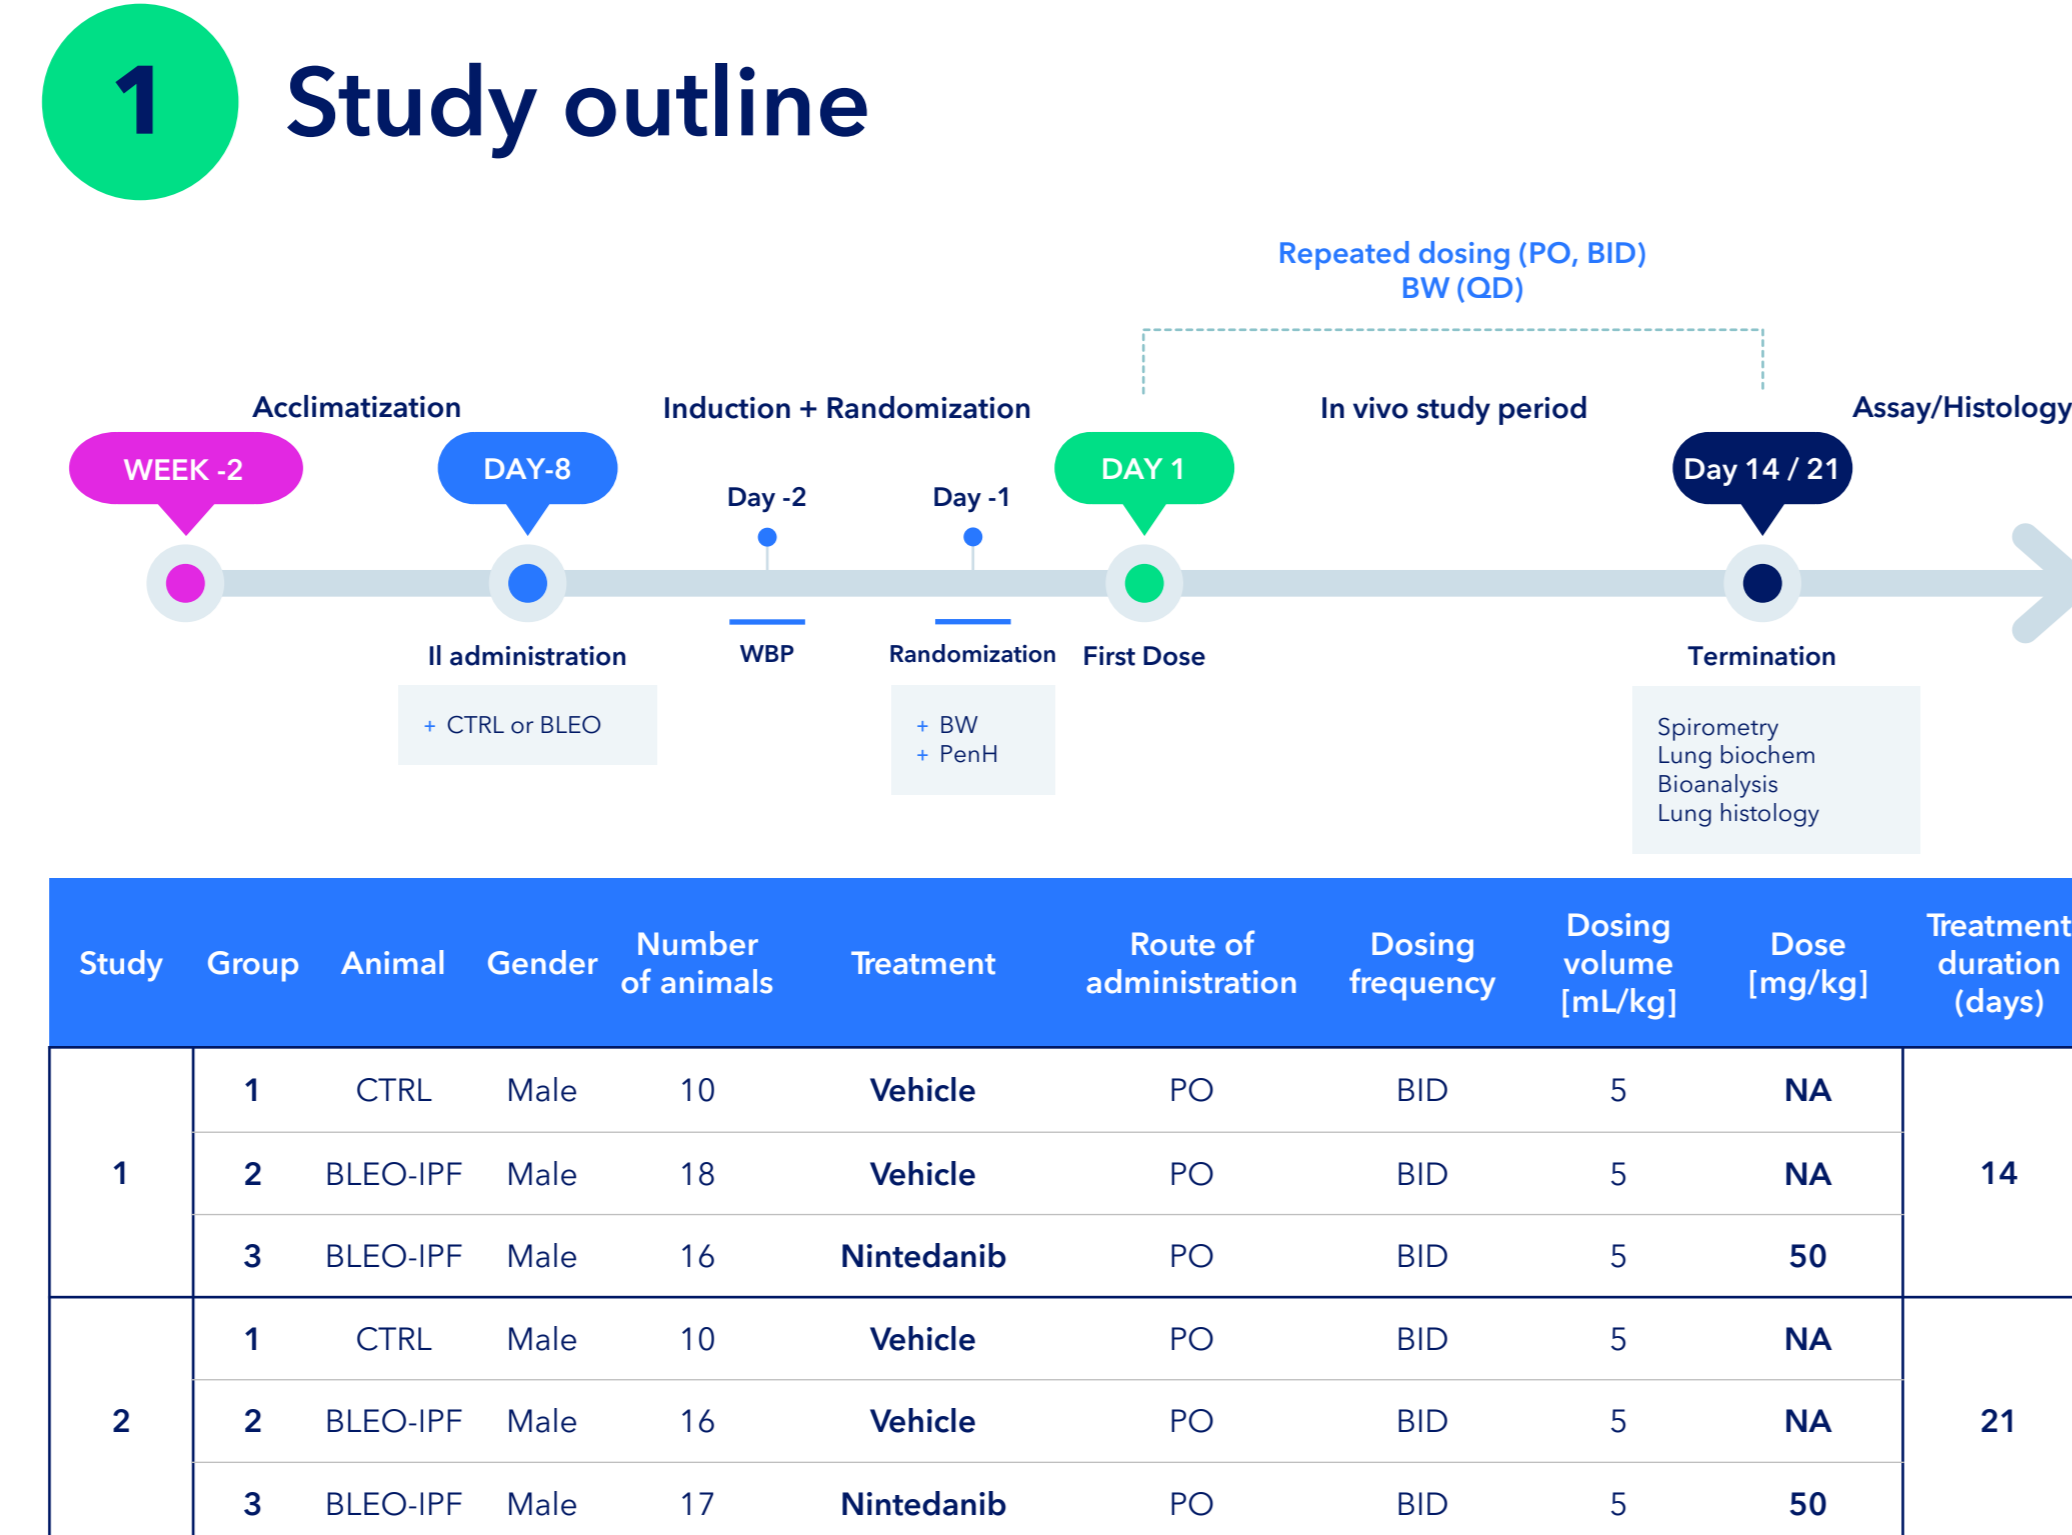 1
Study outline
Repeated dosing (PO, BID)
BW (QD)
Acclimatization
Induction + Randomization
In vivo study period
Assay/Histology
WEEK -2
DAY-8
Day -2
Day -1
DAY 1
Day 14 / 21
Il administration
WBP
Randomization
First Dose
Termination
+ CTRL or BLEO
+ BW
+ PenH
Spirometry
Lung biochem
Bioanalysis
Lung histology
Study Group Animal Gender Number of animals Treatment Route of administration Dosing frequency Dosing volume [mL/kg] Dose [mg/kg] Treatment duration (days)
1 1 CTRL Male 10 Vehicle PO BID 5 NA 14
2 BLEO-IPF Male 18 Vehicle PO BID 5 NA
3 BLEO-IPF Male 16 Nintedanib PO BID 5 50
2 1 CTRL Male 10 Vehicle PO BID 5 NA 21
2 BLEO-IPF Male 16 Vehicle PO BID 5 NA
3 BLEO-IPF Male 17 Nintedanib PO BID 5 50